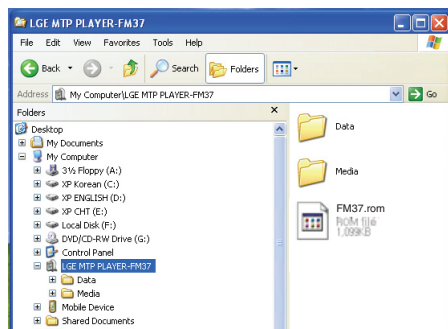 LGE MTP PLAYER-FM37
File Edit View Favorites Tools Help
Back Search Folders
Address My Computer\LGE MTP PLAYER-FM37 Go
Folders
Desktop
My Documents
My Computer
3½ Floppy (A:)
XP Korean (C:)
XP ENGLISH (D:)
XP CHT (E:)
Local Disk (F:)
DVD/CD-RW Drive (G:)
Control Panel
LGE MTP PLAYER-FM37
Data
Media
Mobile Device
Shared Documents
Data
Media
FM37.rom
ROM file
1,099KB